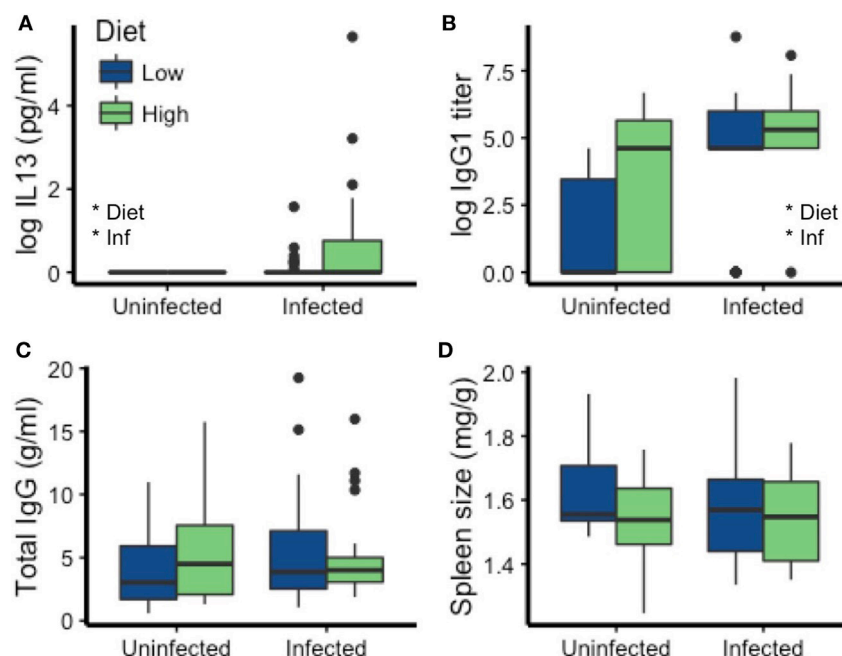 A
Diet
Low
High
log IL13 (pg/ml)
4
2
0
* Diet
* Inf
Uninfected Infected
B
log IgG1 titer
7.5
5.0
2.5
0.0
* Diet
* Inf
Uninfected Infected
C
Total IgG (g/ml)
20
15
10
5
0
Uninfected Infected
D
Spleen size (mg/g)
2.0
1.8
1.6
1.4
Uninfected Infected